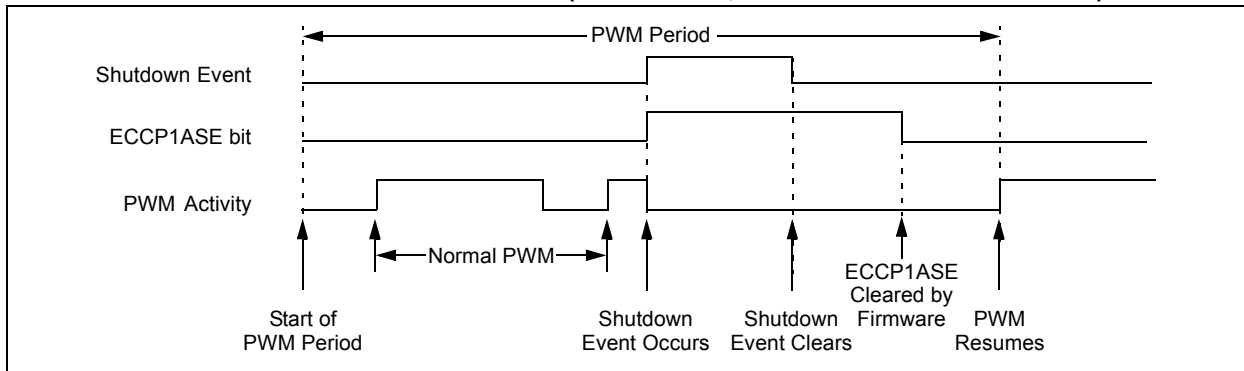 PWM Period
Shutdown Event
ECCP1ASE bit
PWM Activity
Normal PWM
Start of
PWM Period
Shutdown
Event Occurs
Shutdown
Event Clears
ECCP1ASE
Cleared by
Firmware
PWM
Resumes